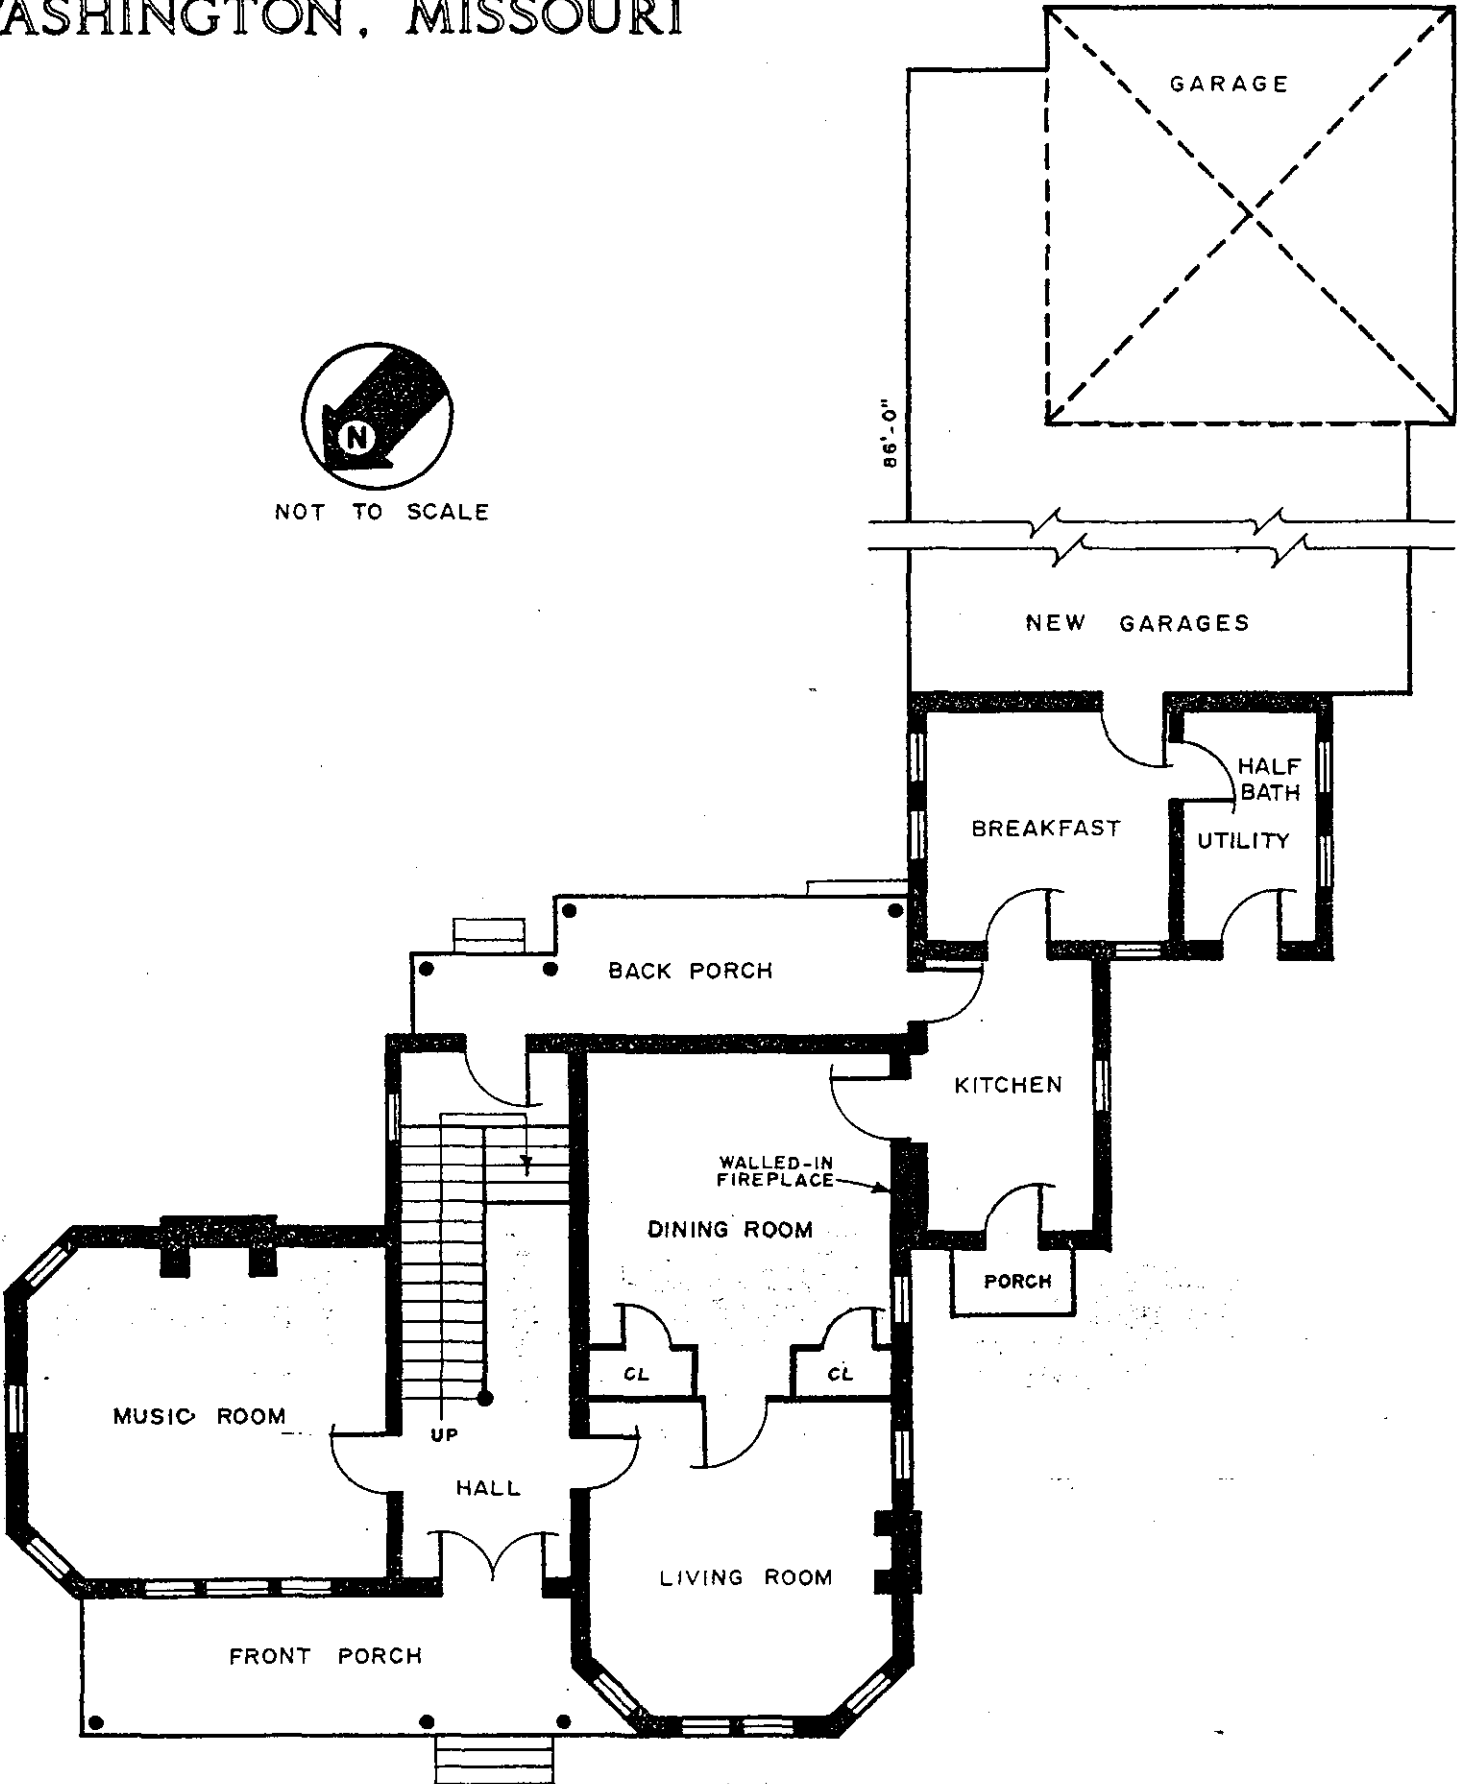 WASHINGTON, MISSOURI
GARAGE
N
NOT TO SCALE
86'-0"
NEW GARAGES
HALF
BATH
BREAKFAST
UTILITY
BACK PORCH
KITCHEN
WALLED-IN
FIREPLACE
DINING ROOM
PORCH
CL
CL
MUSIC ROOM
UP
HALL
LIVING ROOM
FRONT PORCH